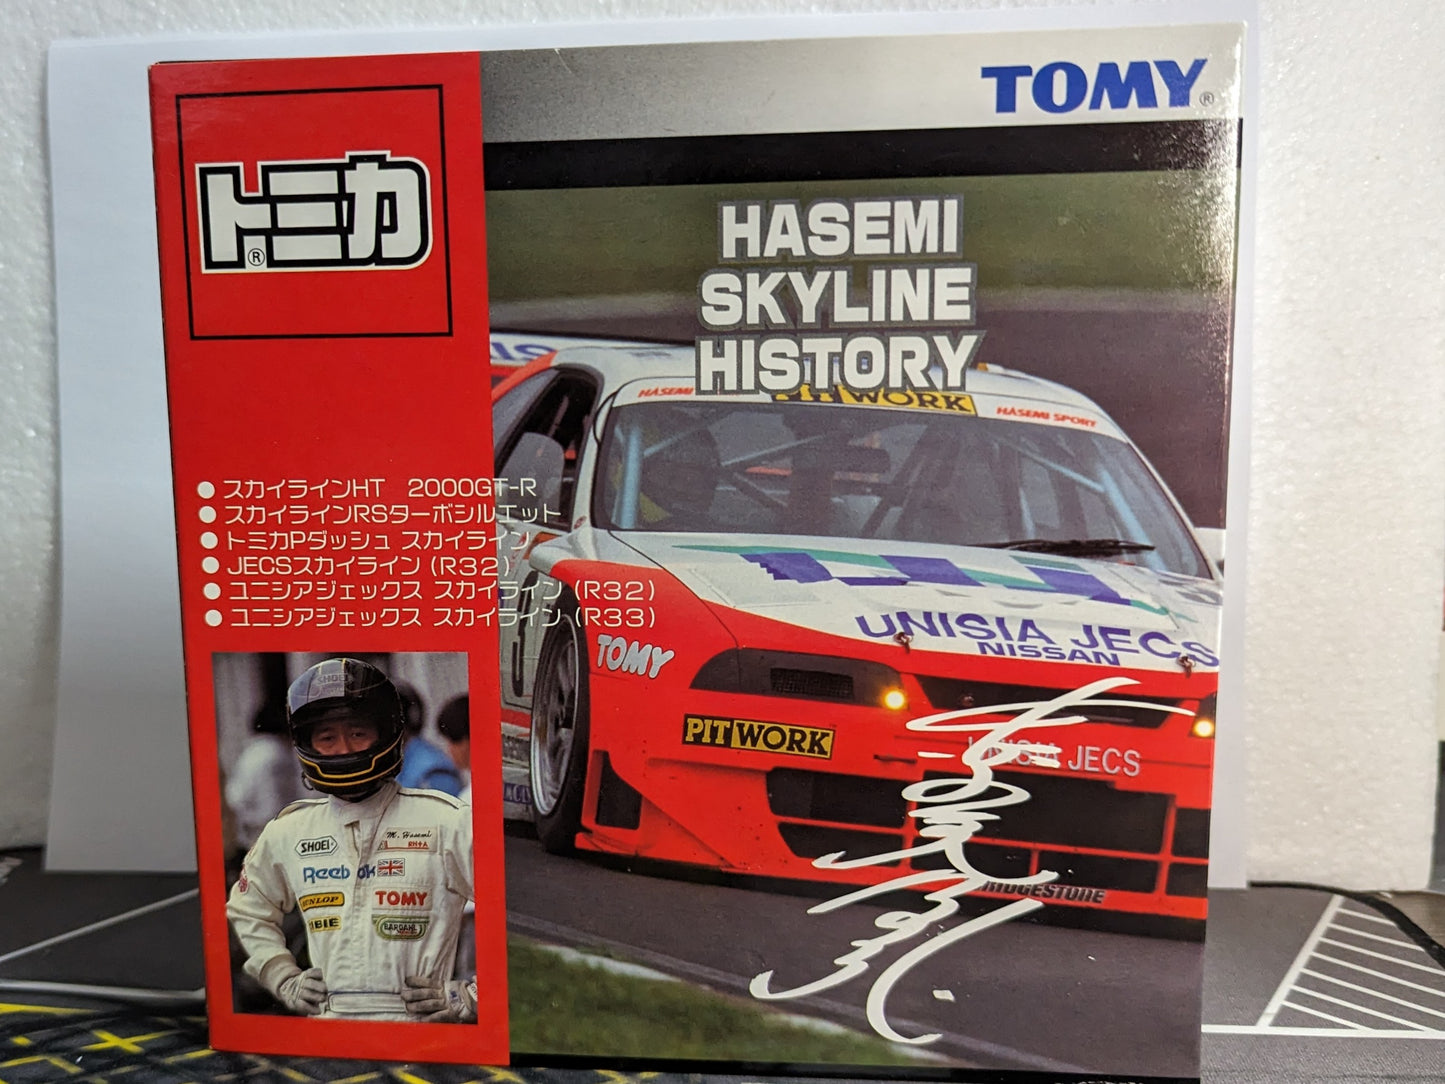 TOMY®
トミカ®
HASEMI
SKYLINE
HISTORY
HASEMI
PITWORK
HASEMI SPORT
● スカイラインHT 2000GT-R
● スカイラインRSターボシルエット
● トミカPダッシュ スカイライン
● JECSスカイライン (R32)
● ユニシアジェックス スカイライン (R32)
● ユニシアジェックス スカイライン (R33)
UNISIA JECS
NISSAN
TOMY
PIT WORK
UNISIA JECS
BRIDGESTONE
SHOEI
M. Hasemi
SHOEI
RH+A
Reebok
DUNLOP
TOMY
BARDAHL